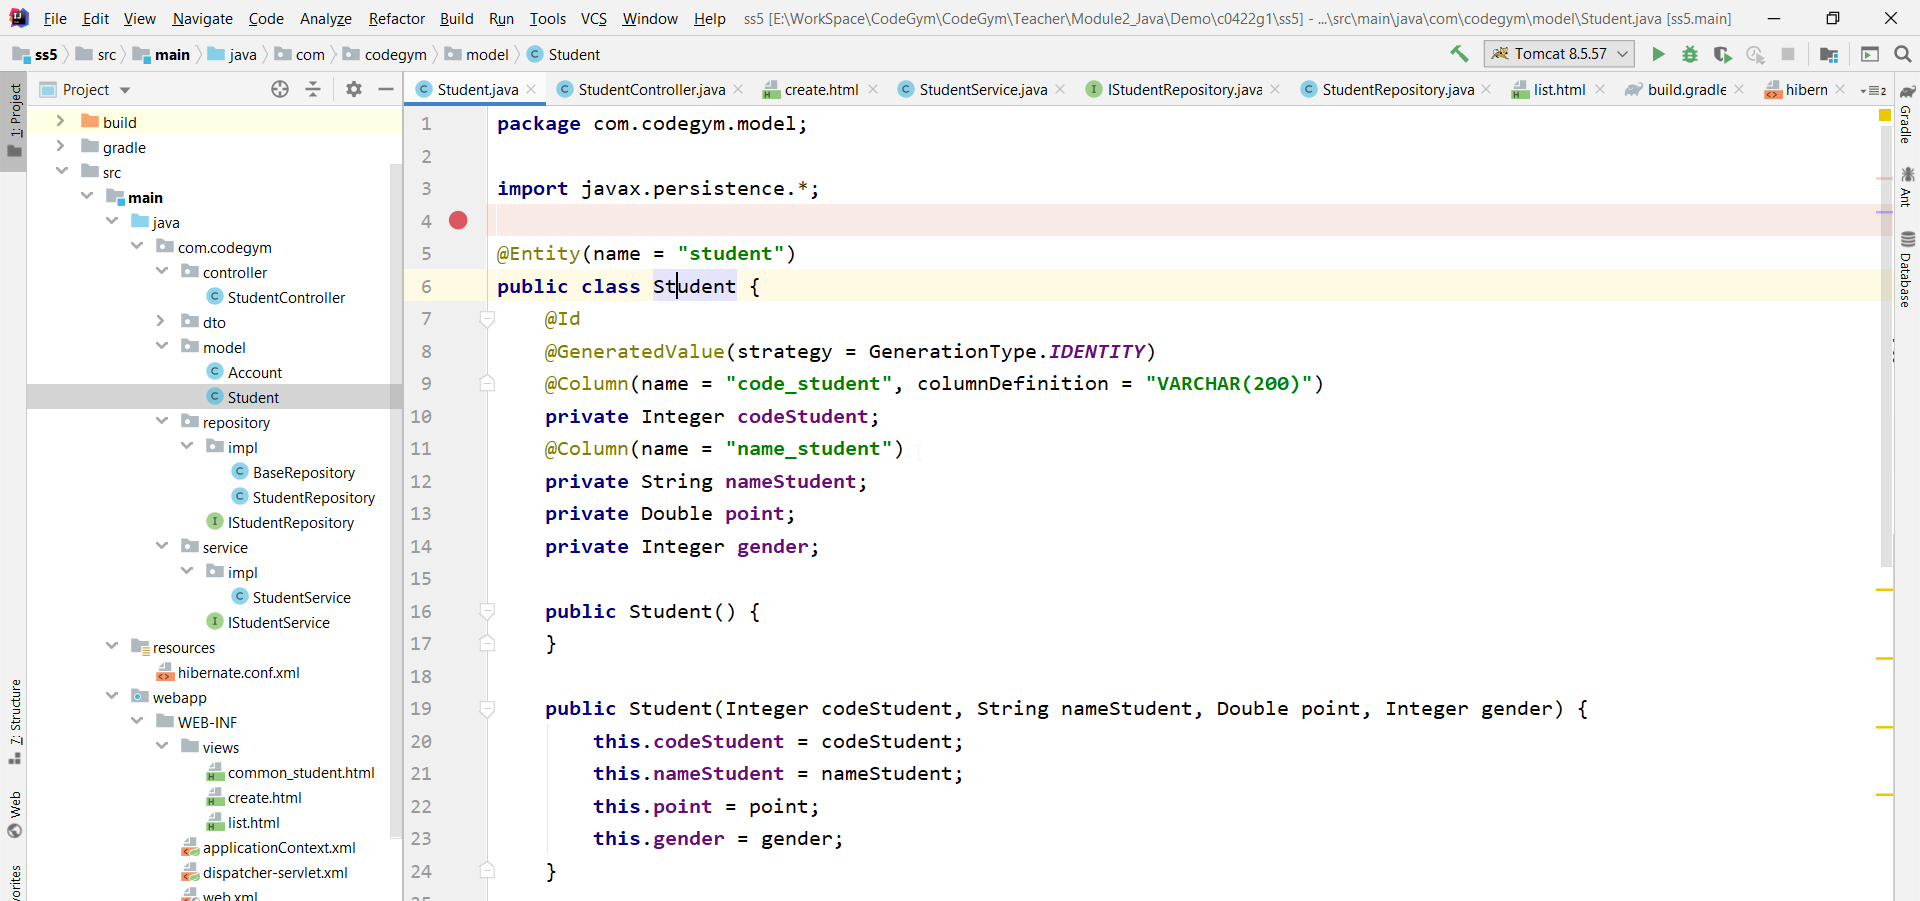 File Edit View Navigate Code Analyze Refactor Build Run Tools VCS Window Help ss5 [E:\WorkSpace\CodeGym\CodeGym\Teacher\Module2_Java\Demo\c0422g1\ss5] - ...\src\main\java\com\codegym\model\Student.java [ss5.main]
ss5 src main java com codegym model Student Tomcat 8.5.57
Project
Student.java StudentController.java create.html StudentService.java IStudentRepository.java StudentRepository.java list.html build.gradle hibern 2
1: Project
Z: Structure
Web
vorites
build
gradle
src
main
java
com.codegym
controller
StudentController
dto
model
Account
Student
repository
impl
BaseRepository
StudentRepository
IStudentRepository
service
impl
StudentService
IStudentService
resources
hibernate.conf.xml
webapp
WEB-INF
views
common_student.html
create.html
list.html
applicationContext.xml
dispatcher-servlet.xml
web.xml
1 package com.codegym.model;
2
3 import javax.persistence.*;
4
5 @Entity(name = "student")
6 public class Student {
7 @Id
8 @GeneratedValue(strategy = GenerationType.IDENTITY)
9 @Column(name = "code_student", columnDefinition = "VARCHAR(200)")
10 private Integer codeStudent;
11 @Column(name = "name_student")
12 private String nameStudent;
13 private Double point;
14 private Integer gender;
15
16 public Student() {
17 }
18
19 public Student(Integer codeStudent, String nameStudent, Double point, Integer gender) {
20 this.codeStudent = codeStudent;
21 this.nameStudent = nameStudent;
22 this.point = point;
23 this.gender = gender;
24 }
Gradle
Ant
Database